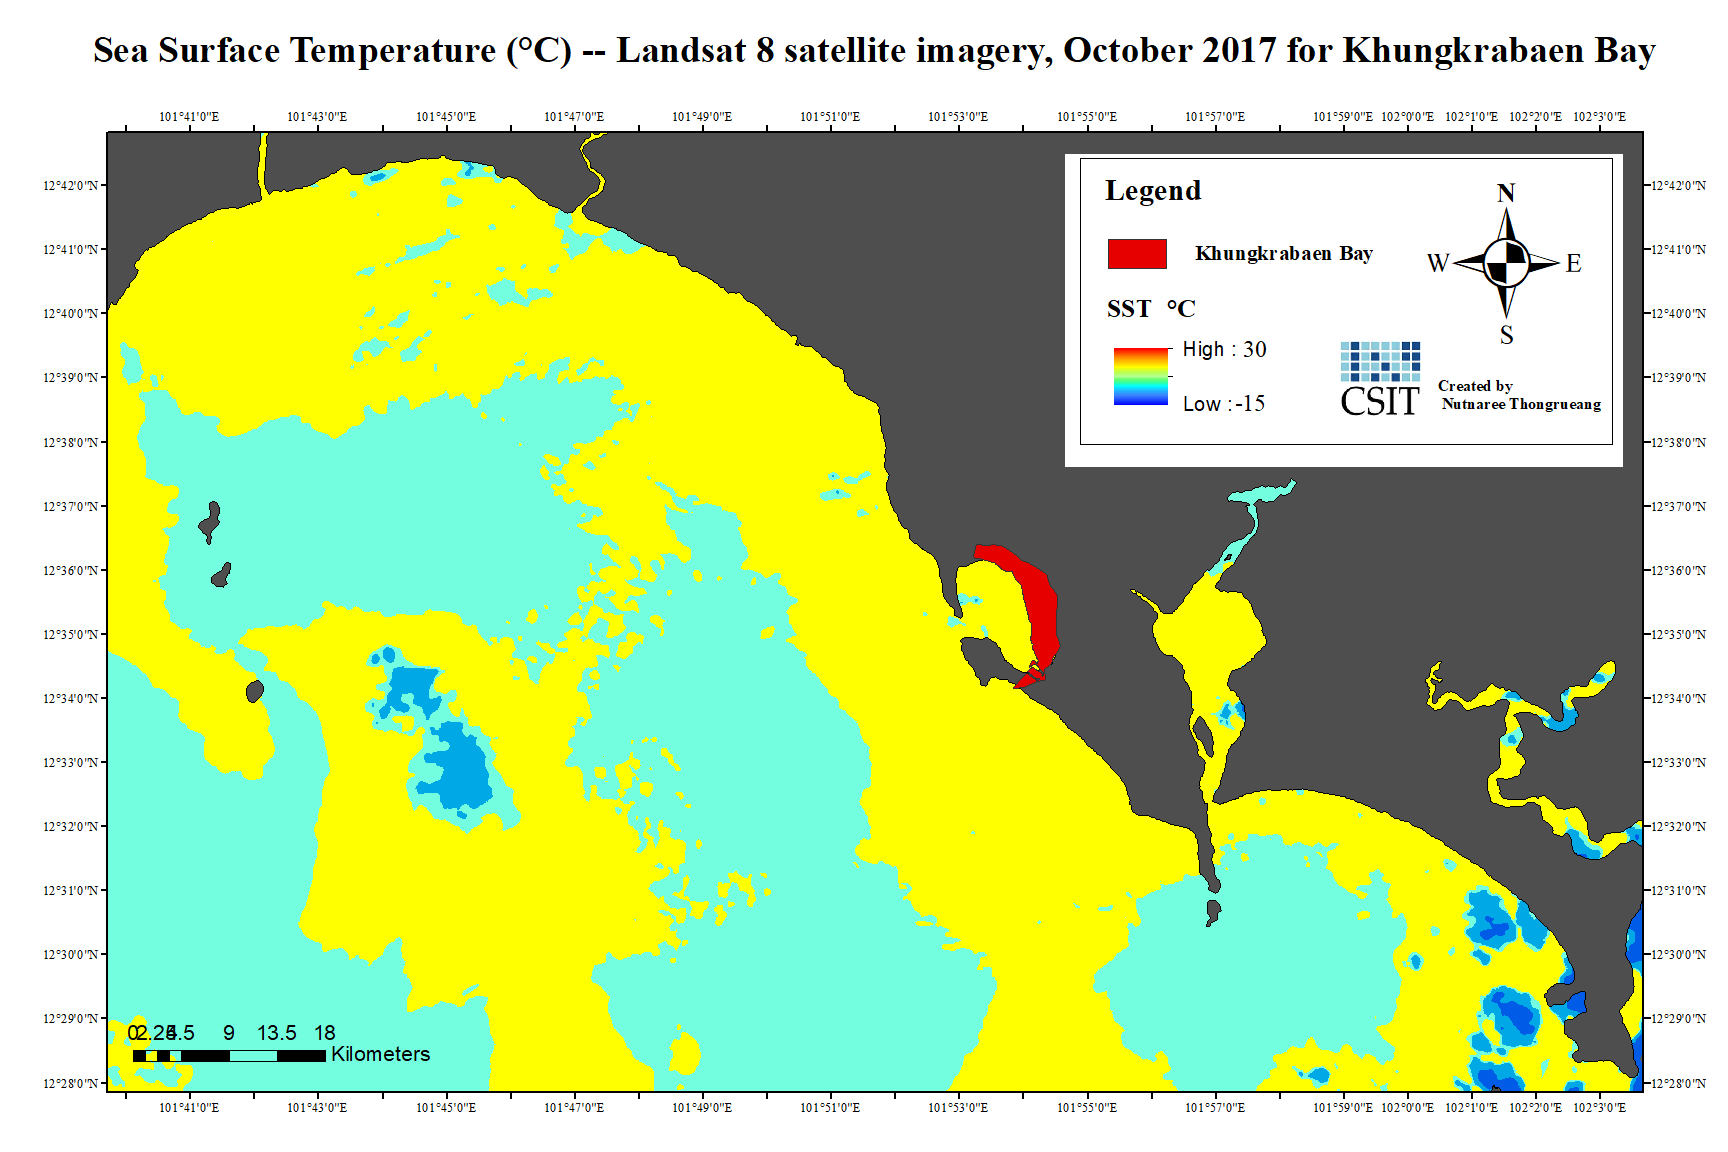 Sea Surface Temperature (°C) -- Landsat 8 satellite imagery, October 2017 for Khungkrabaen Bay
101°41'0"E 101°43'0"E 101°45'0"E 101°47'0"E 101°49'0"E 101°51'0"E 101°53'0"E 101°55'0"E 101°57'0"E 101°59'0"E 102°0'0"E 102°1'0"E 102°2'0"E 102°3'0"E
12°42'0"N 12°42'0"N
12°41'0"N 12°41'0"N
12°40'0"N 12°40'0"N
12°39'0"N 12°39'0"N
12°38'0"N 12°38'0"N
12°37'0"N 12°37'0"N
12°36'0"N 12°36'0"N
12°35'0"N 12°35'0"N
12°34'0"N 12°34'0"N
12°33'0"N 12°33'0"N
12°32'0"N 12°32'0"N
12°31'0"N 12°31'0"N
12°30'0"N 12°30'0"N
12°29'0"N 12°29'0"N
12°28'0"N 12°28'0"N
Legend
Khungkrabaen Bay
SST °C
High : 30
Low : -15
N
W E
S
CSIT
Created by
Nutnaree Thongrueang
0 2.25 4.5 9 13.5 18
Kilometers
101°41'0"E 101°43'0"E 101°45'0"E 101°47'0"E 101°49'0"E 101°51'0"E 101°53'0"E 101°55'0"E 101°57'0"E 101°59'0"E 102°0'0"E 102°1'0"E 102°2'0"E 102°3'0"E